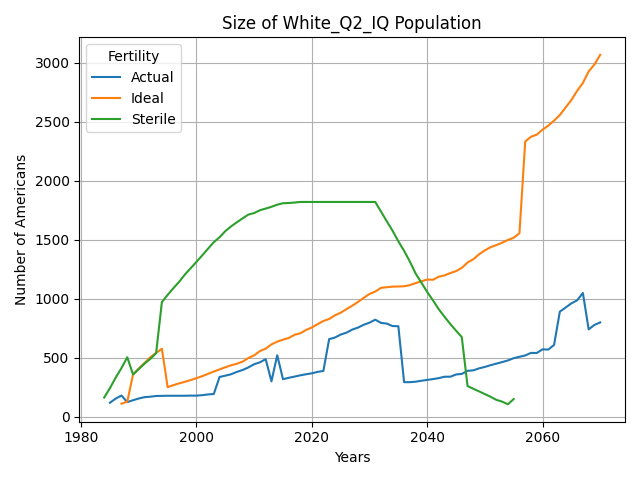 Size of White_Q2_IQ Population
Fertility
Actual
Ideal
Sterile
Number of Americans
3000
2500
2000
1500
1000
500
0
1980
2000
2020
2040
2060
Years